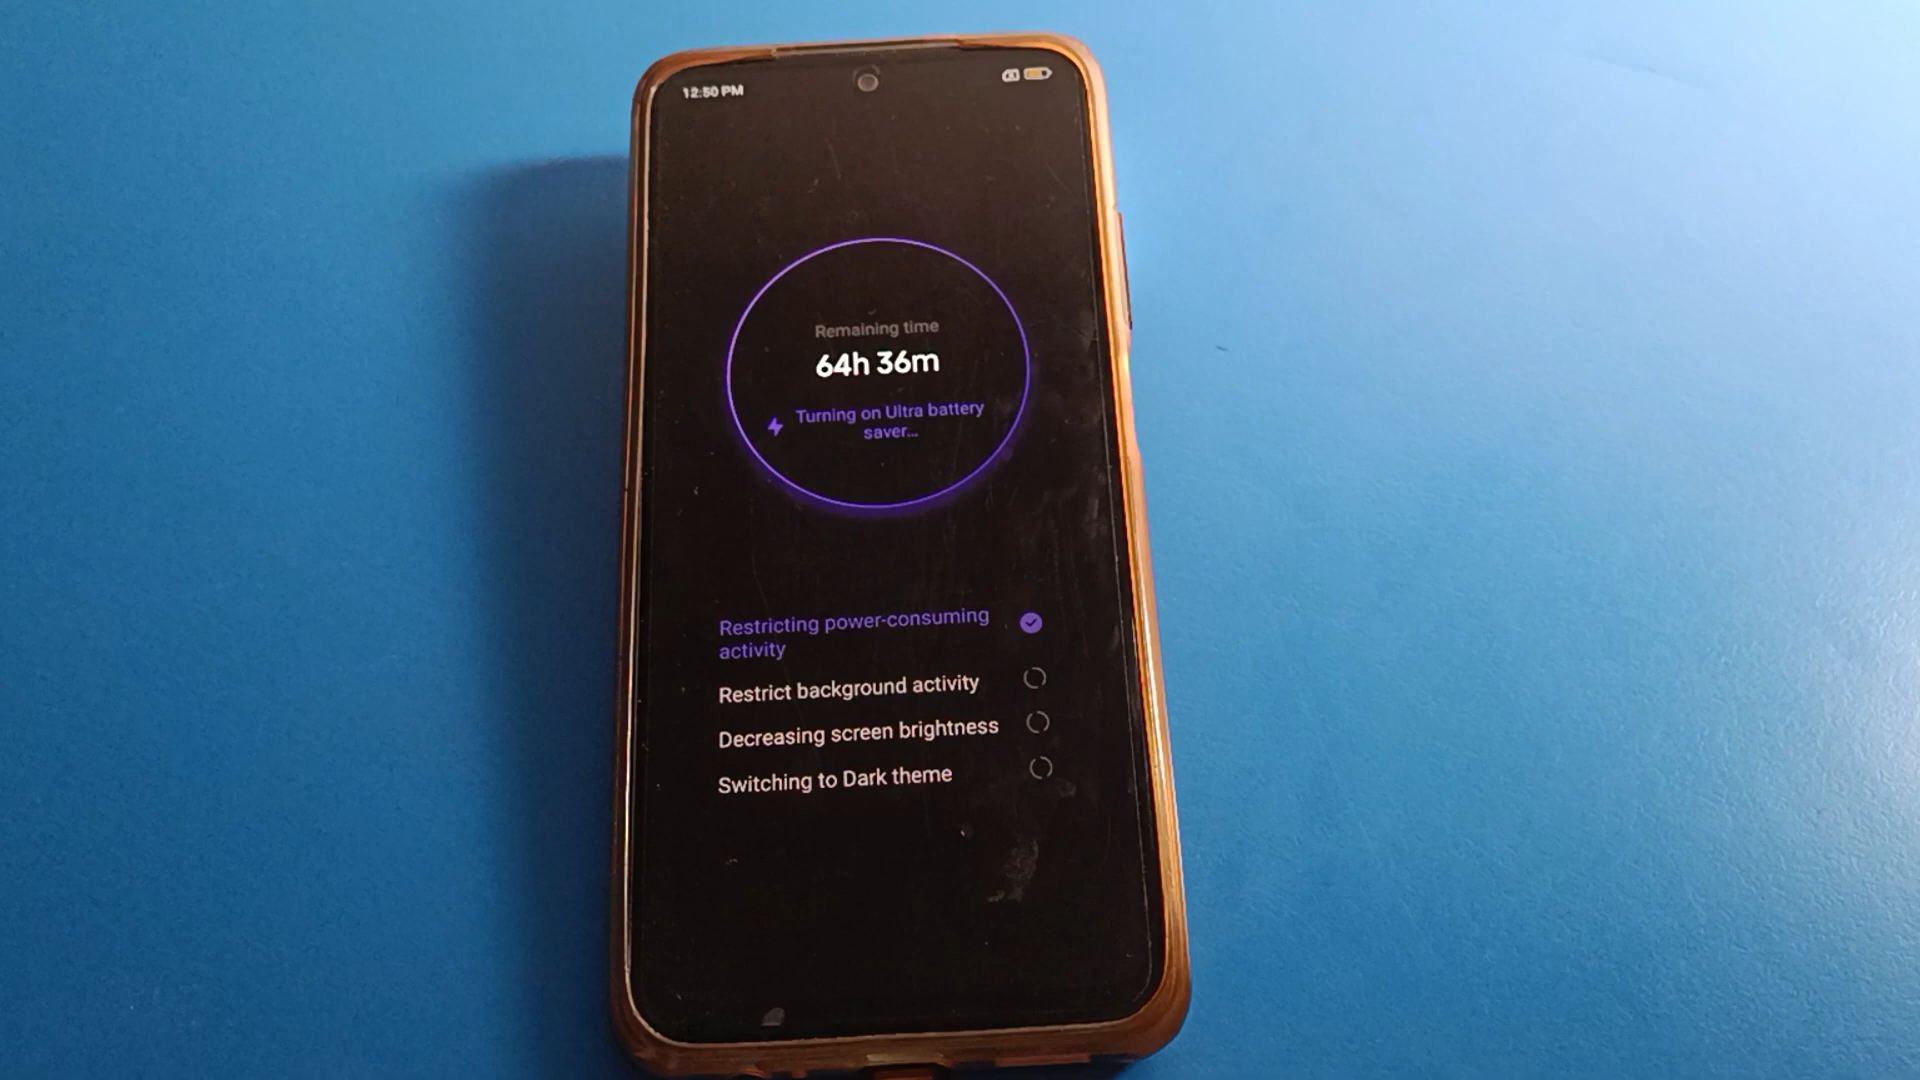 12:50 PM
Remaining time
64h 36m
Turning on Ultra battery
saver...
Restricting power-consuming
activity
Restrict background activity
Decreasing screen brightness
Switching to Dark theme